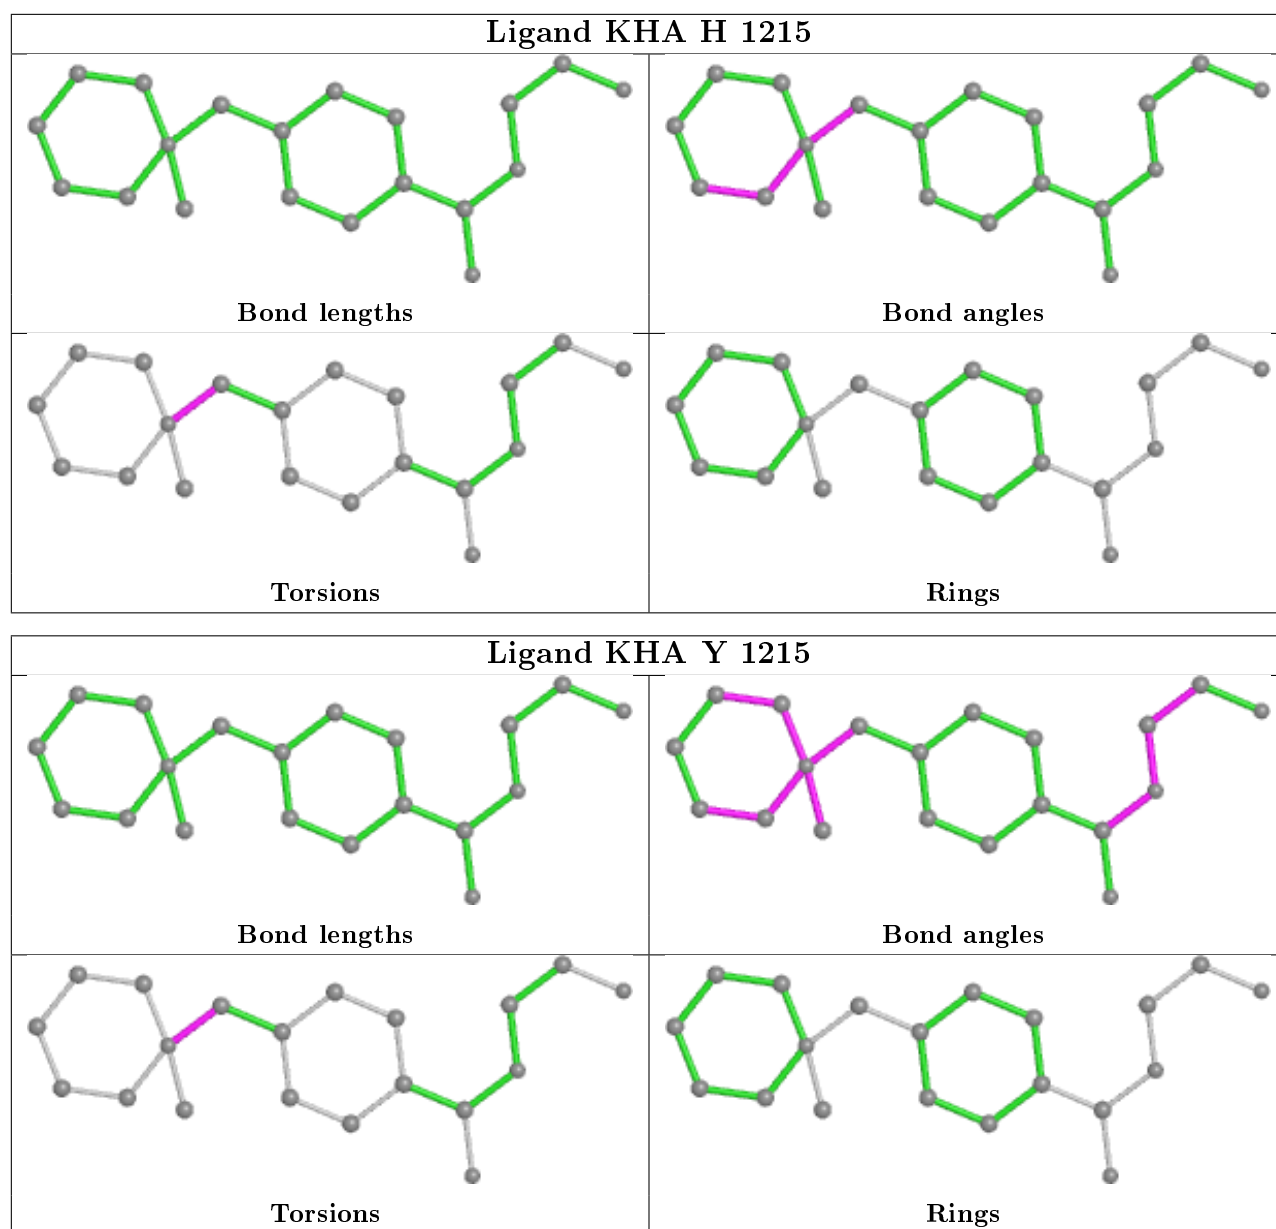 Ligand KHA H 1215
Bond lengths
Bond angles
Torsions
Rings
Ligand KHA Y 1215
Bond lengths
Bond angles
Torsions
Rings